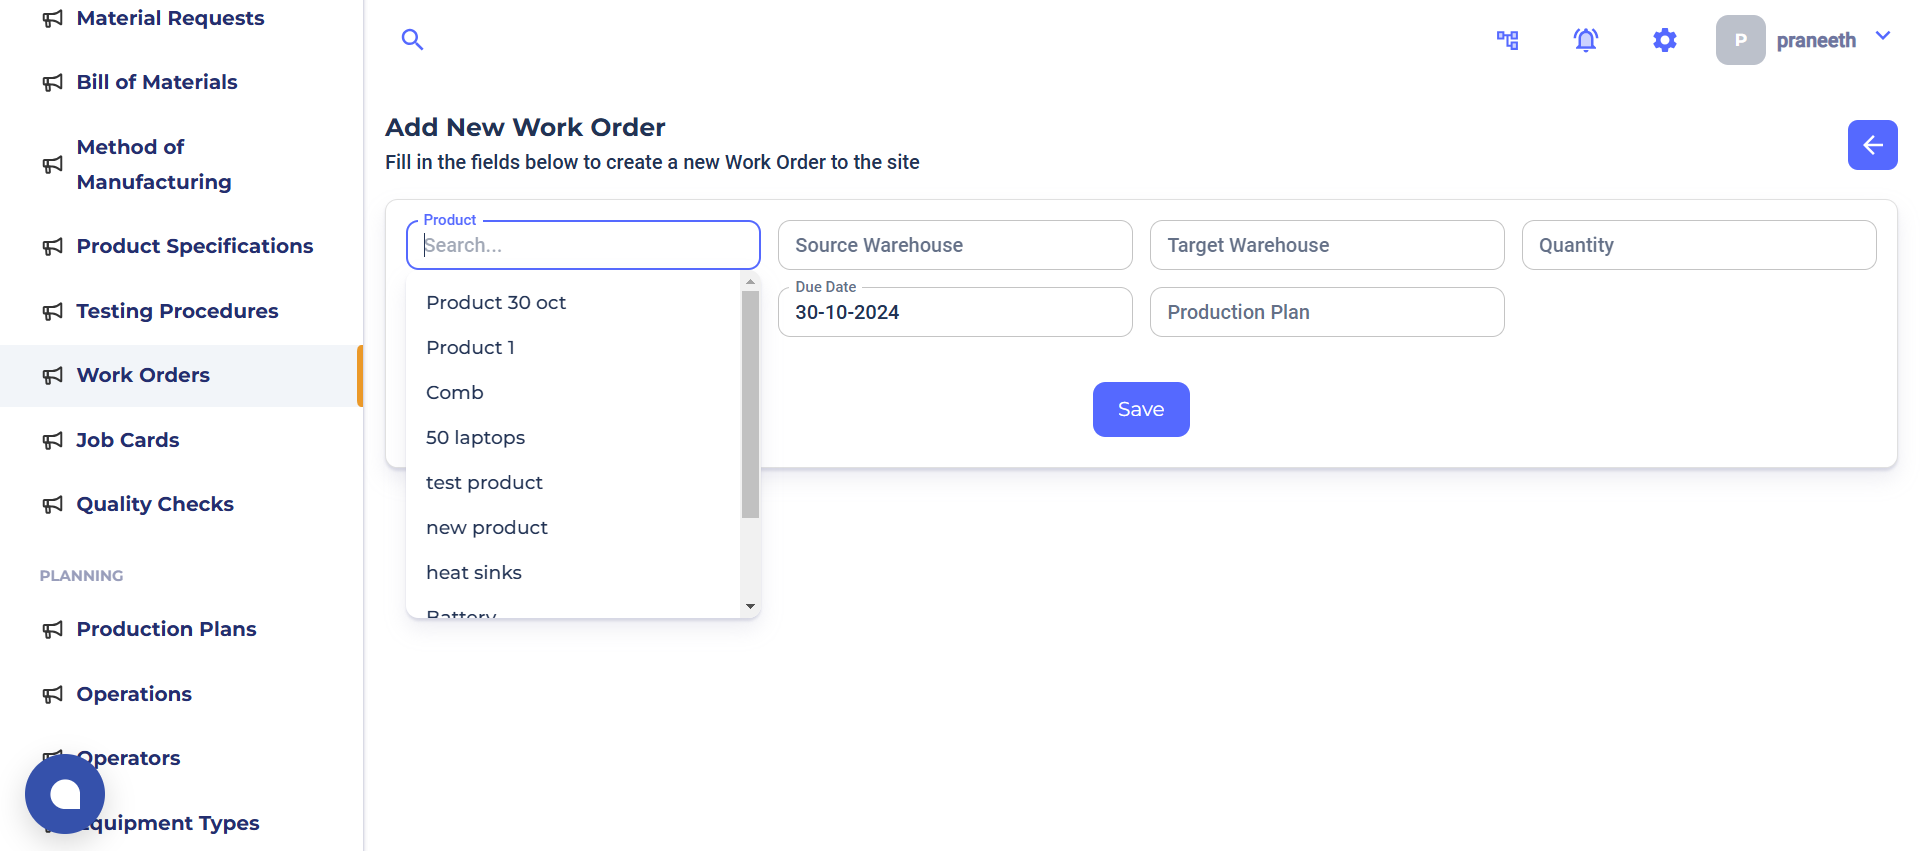 Material Requests
Bill of Materials
Method of
Manufacturing
Product Specifications
Testing Procedures
Work Orders
Job Cards
Quality Checks
PLANNING
Production Plans
Operations
Operators
Equipment Types
P
praneeth
Add New Work Order
Fill in the fields below to create a new Work Order to the site
Product
Search...
Source Warehouse
Target Warehouse
Quantity
Due Date
30-10-2024
Production Plan
Product 30 oct
Product 1
Comb
50 laptops
test product
new product
heat sinks
Battery
Save